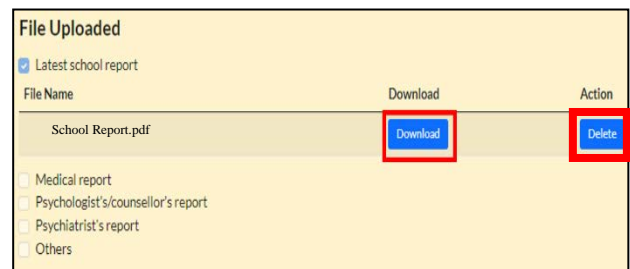 File Uploaded
Latest school report
File Name Download Action
School Report.pdf Download Delete
Medical report
Psychologist's/counsellor's report
Psychiatrist's report
Others